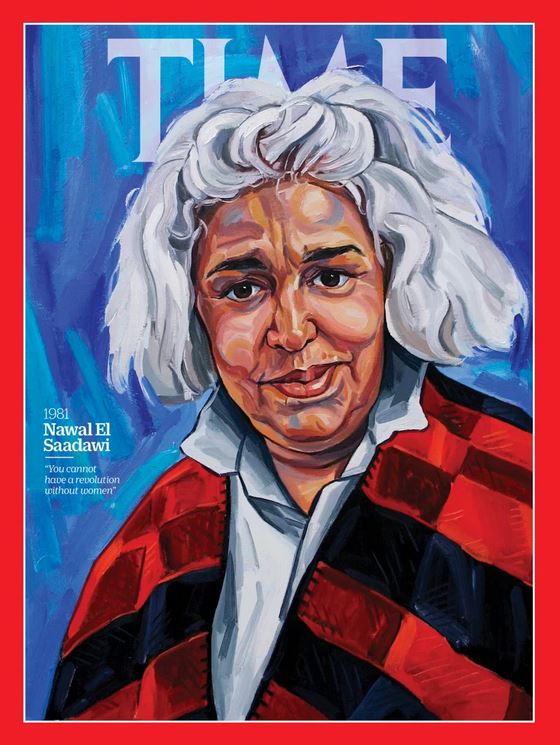 TIME
1981
Nawal El
Saadawi
“You cannot
have a revolution
without women”